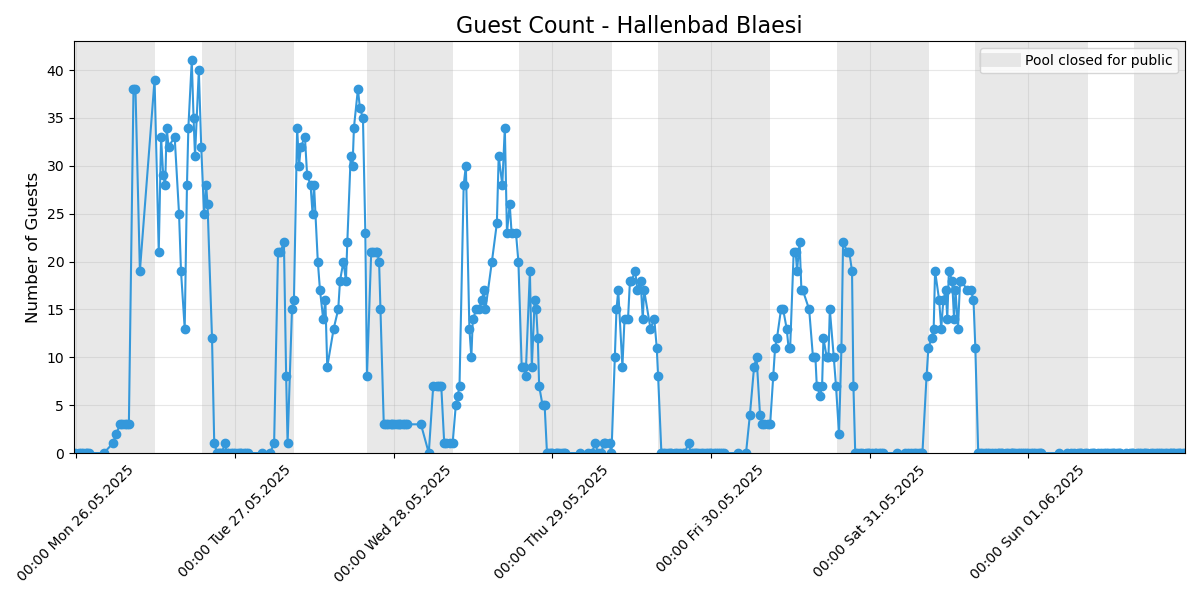 Guest Count - Hallenbad Blaesi
Pool closed for public
Number of Guests
40
35
30
25
20
15
10
5
0
00:00 Mon 26.05.2025
00:00 Tue 27.05.2025
00:00 Wed 28.05.2025
00:00 Thu 29.05.2025
00:00 Fri 30.05.2025
00:00 Sat 31.05.2025
00:00 Sun 01.06.2025